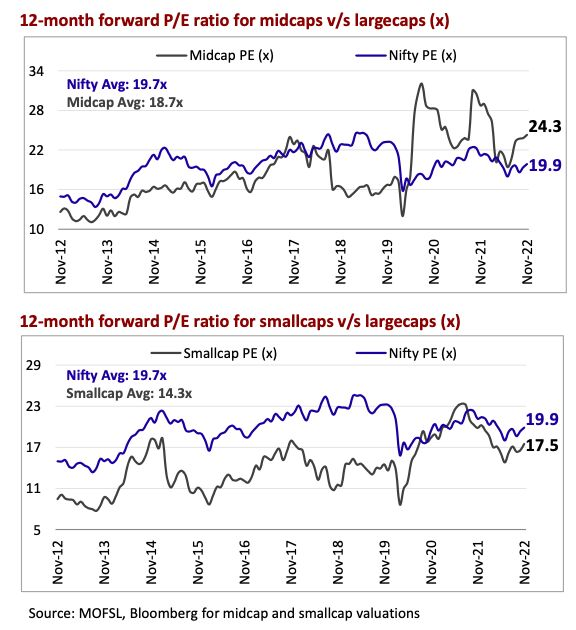 12-month forward P/E ratio for midcaps v/s largecaps (x)
Midcap PE (x) Nifty PE (x)
34
Nifty Avg: 19.7x
Midcap Avg: 18.7x
28
24.3
22
19.9
16
10
Nov-12 Nov-13 Nov-14 Nov-15 Nov-16 Nov-17 Nov-18 Nov-19 Nov-20 Nov-21 Nov-22
12-month forward P/E ratio for smallcaps v/s largecaps (x)
Smallcap PE (x) Nifty PE (x)
29
Nifty Avg: 19.7x
Smallcap Avg: 14.3x
23
19.9
17
17.5
11
5
Nov-12 Nov-13 Nov-14 Nov-15 Nov-16 Nov-17 Nov-18 Nov-19 Nov-20 Nov-21 Nov-22
Source: MOFSL, Bloomberg for midcap and smallcap valuations